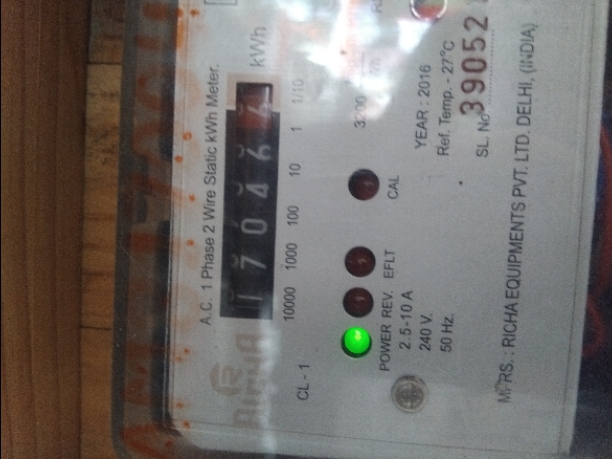 A.C. 1 Phase 2 Wire Static kWh Meter.
1 7 0 4 6 kWh
10000 1000 100 10 1 1/10
CL - 1
POWER REV. EFLT CAL
2.5-10 A
240 V.
50 Hz.
YEAR : 2016
Ref. Temp. - 27°C
SL. No 39052
MFRS. : RICHA EQUIPMENTS PVT. LTD. DELHI, (INDIA)